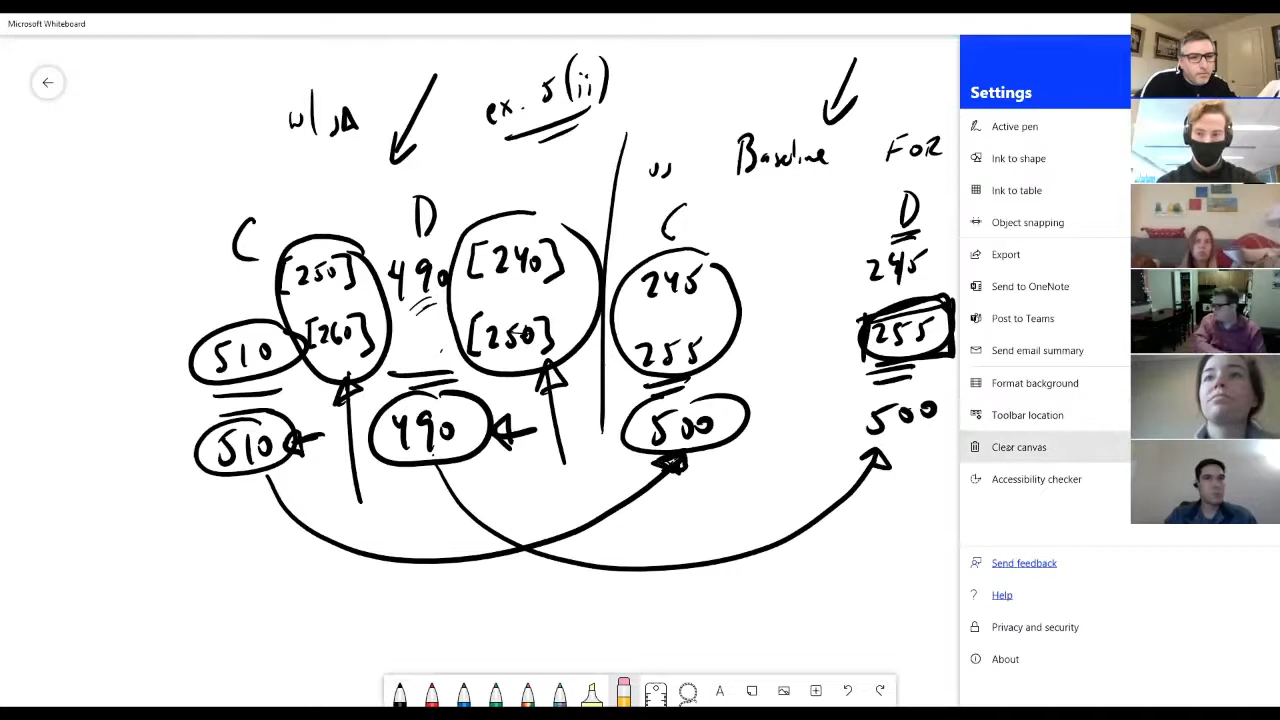 Microsoft Whiteboard
ex. 5(ii)
Baseline FOR
C D C D
[250] 490 [240] 245 245
510 [260] [250] 255 255
510 490 500 500
Settings
Active pen
Ink to shape
Ink to table
Object snapping
Export
Send to OneNote
Post to Teams
Send email summary
Format background
Toolbar location
Clear canvas
Accessibility checker
Send feedback
Help
Privacy and security
About